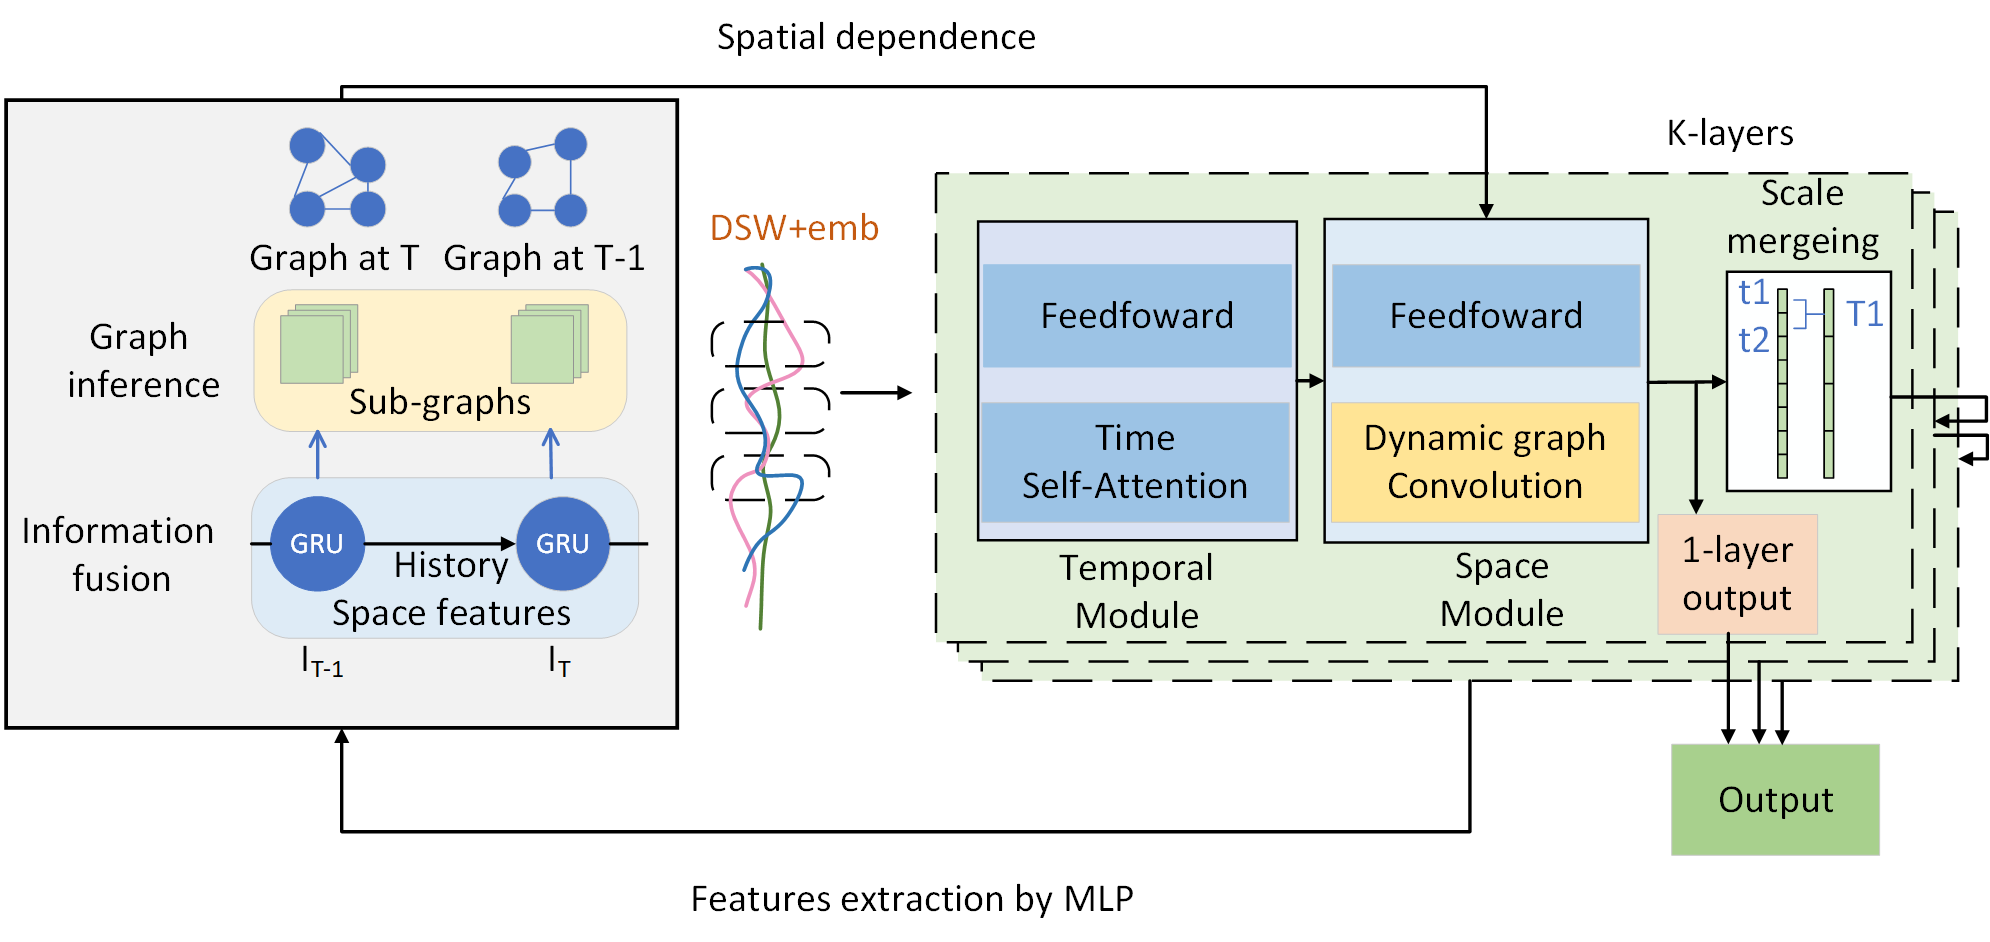 Spatial dependence
K-layers
Graph at T
Graph at T-1
Graph
inference
Sub-graphs
Information
fusion
GRU
GRU
History
Space features
I_T-1
I_T
DSW+emb
Feedfoward
Time
Self-Attention
Temporal
Module
Feedfoward
Dynamic graph
Convolution
Space
Module
Scale
mergeing
t1
t2
T1
1-layer
output
Output
Features extraction by MLP